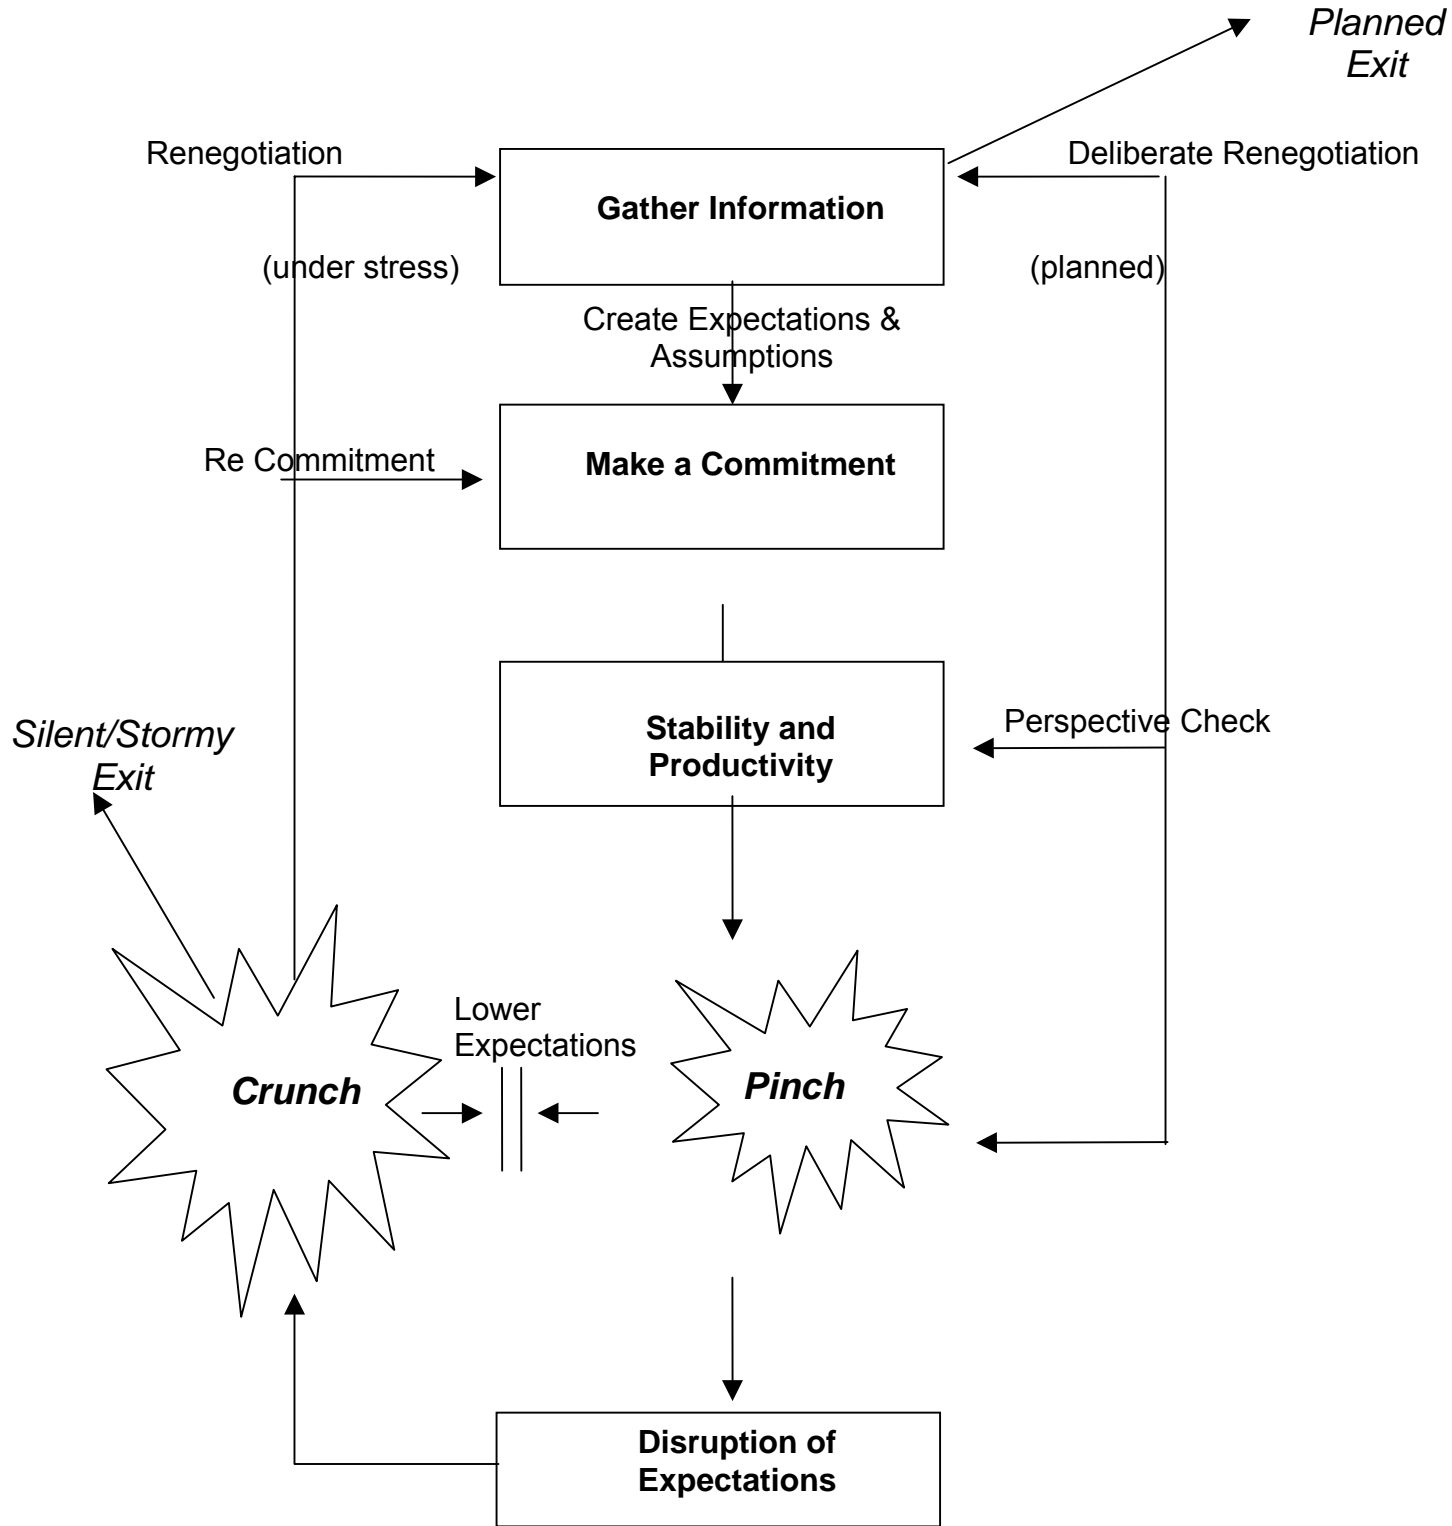 Planned
Exit
Renegotiation
Deliberate Renegotiation
Gather Information
(under stress)
(planned)
Create Expectations &
Assumptions
Re Commitment
Make a Commitment
Silent/Stormy
Exit
Stability and
Productivity
Perspective Check
Lower
Expectations
Crunch
Pinch
Disruption of
Expectations